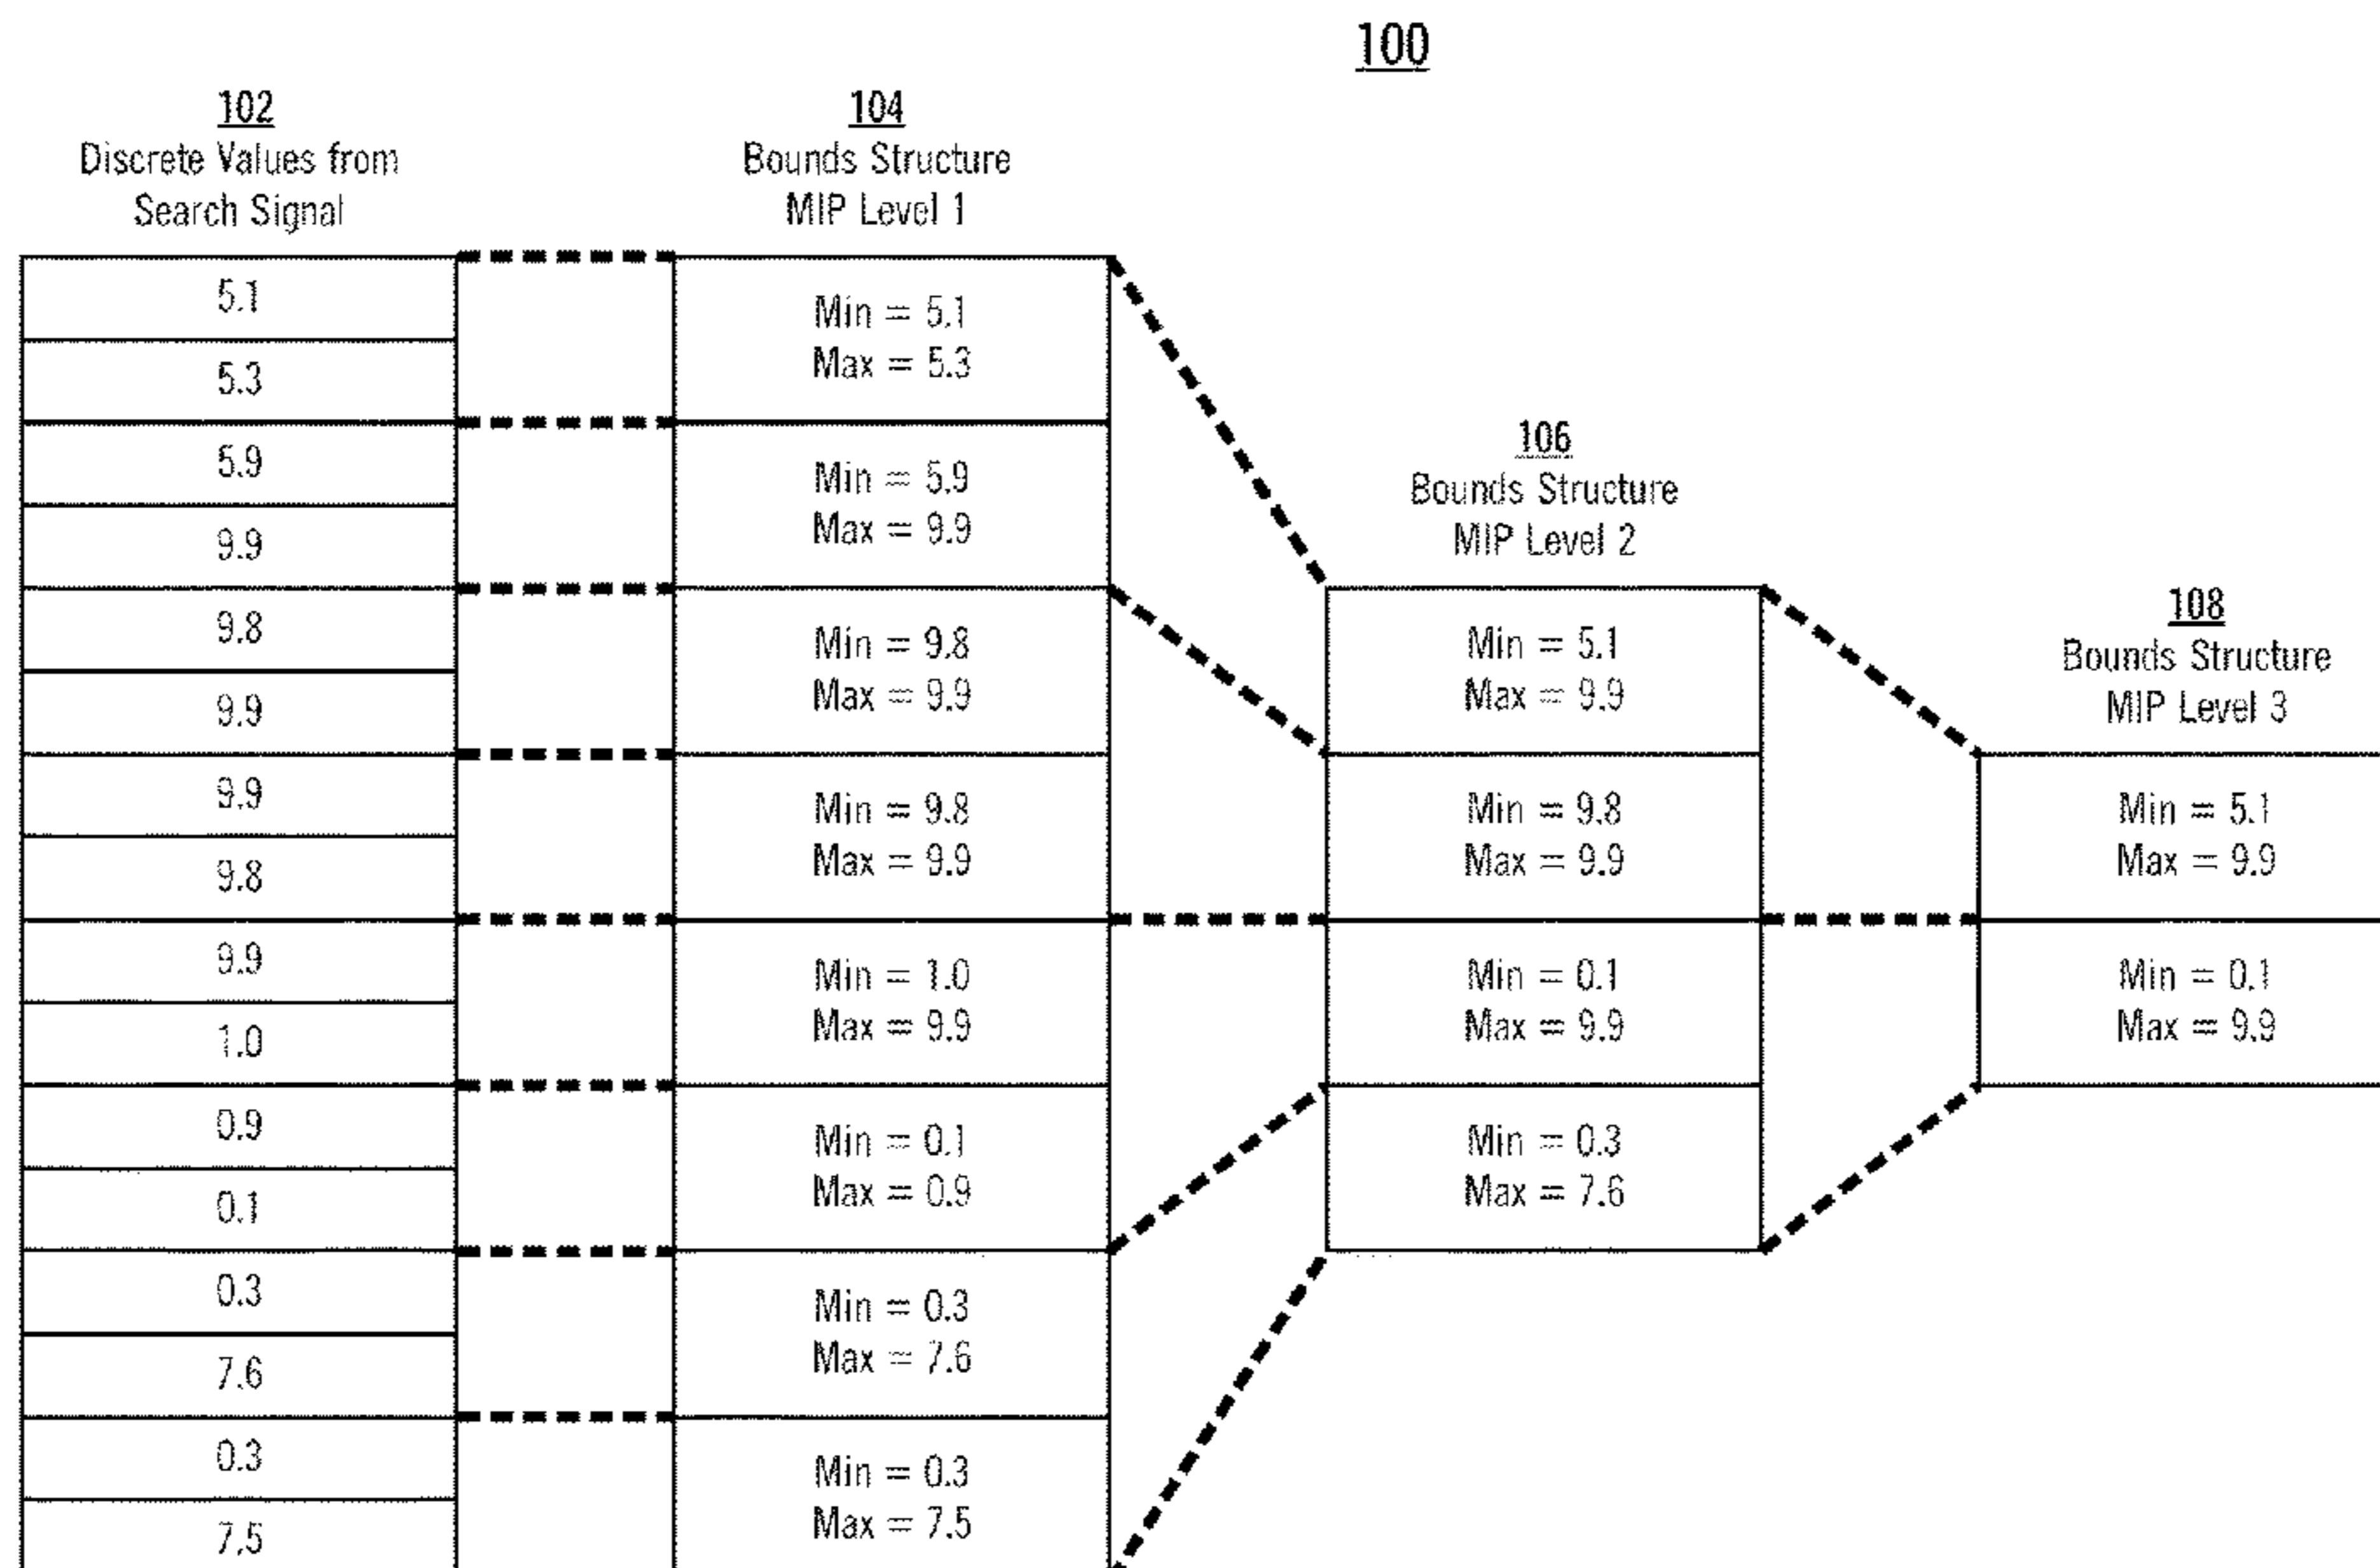 100
102
Discrete Values from
Search Signal
5.1
5.3
5.9
9.9
9.8
9.9
9.9
9.8
9.9
1.0
0.9
0.1
0.3
7.6
0.3
7.5
104
Bounds Structure
MIP Level 1
Min = 5.1
Max = 5.3
Min = 5.9
Max = 9.9
Min = 9.8
Max = 9.9
Min = 9.8
Max = 9.9
Min = 1.0
Max = 9.9
Min = 0.1
Max = 0.9
Min = 0.3
Max = 7.6
Min = 0.3
Max = 7.5
106
Bounds Structure
MIP Level 2
Min = 5.1
Max = 9.9
Min = 9.8
Max = 9.9
Min = 0.1
Max = 9.9
Min = 0.3
Max = 7.6
108
Bounds Structure
MIP Level 3
Min = 5.1
Max = 9.9
Min = 0.1
Max = 9.9